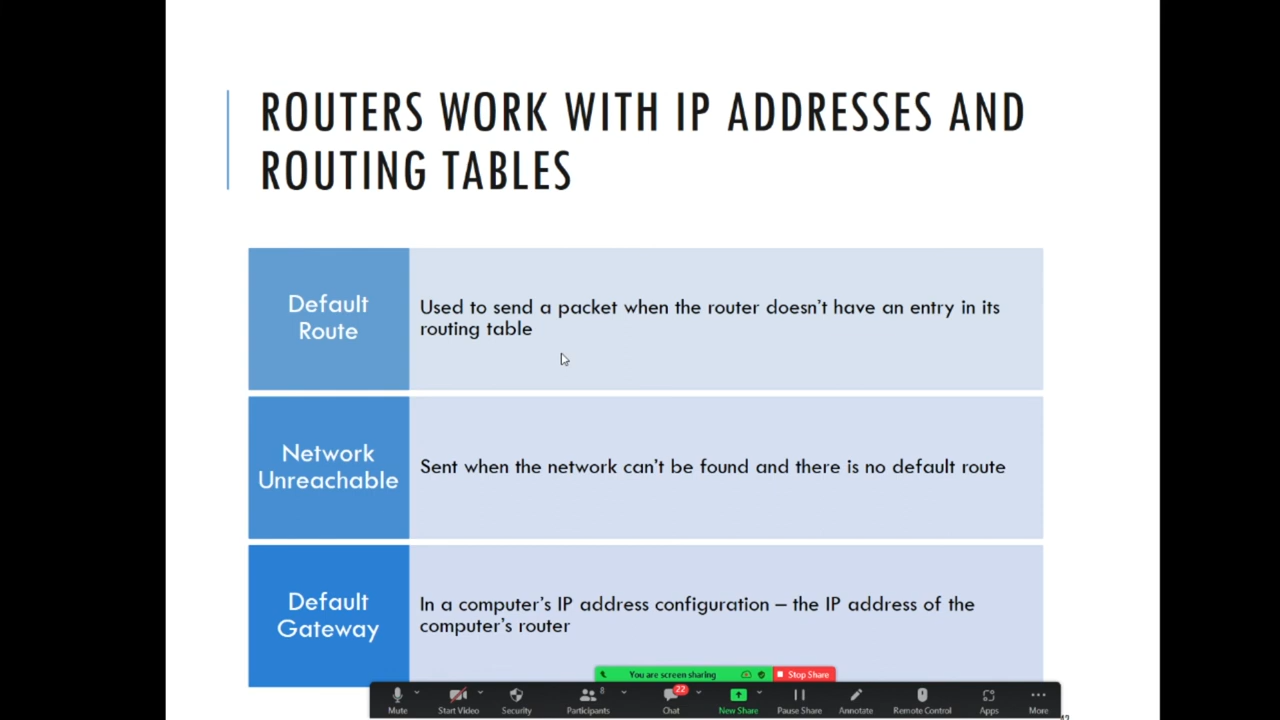 ROUTERS WORK WITH IP ADDRESSES AND
ROUTING TABLES
Default
Route
Used to send a packet when the router doesn't have an entry in its
routing table
Network
Unreachable
Sent when the network can't be found and there is no default route
Default
Gateway
In a computer's IP address configuration – the IP address of the
computer's router
You are screen sharing
Stop Share
8
22
Mute
Start Video
Security
Participants
Chat
New Share
Pause Share
Annotate
Remote Control
Apps
More